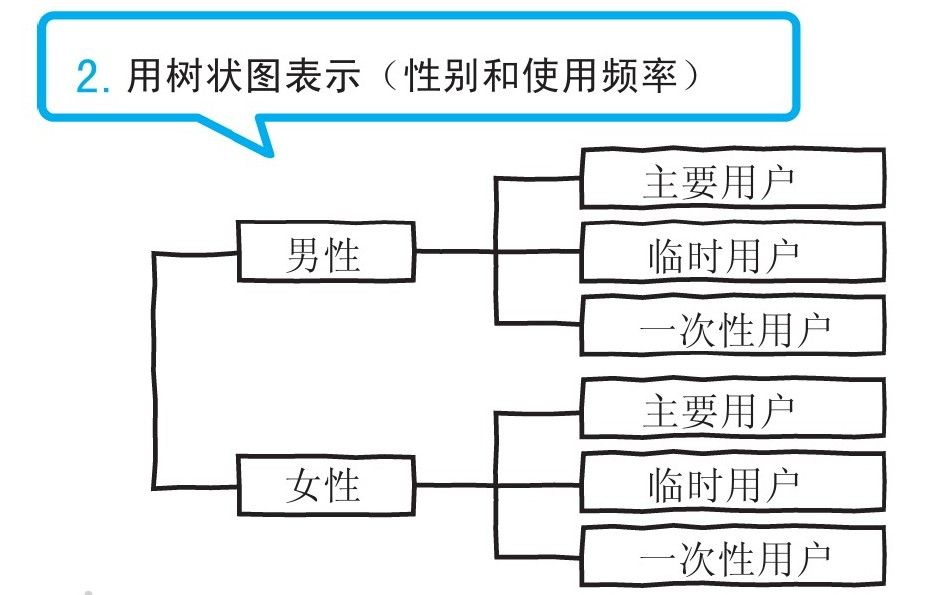 2. 用树状图表示（性别和使用频率）
主要用户
男性
临时用户
一次性用户
主要用户
女性
临时用户
一次性用户